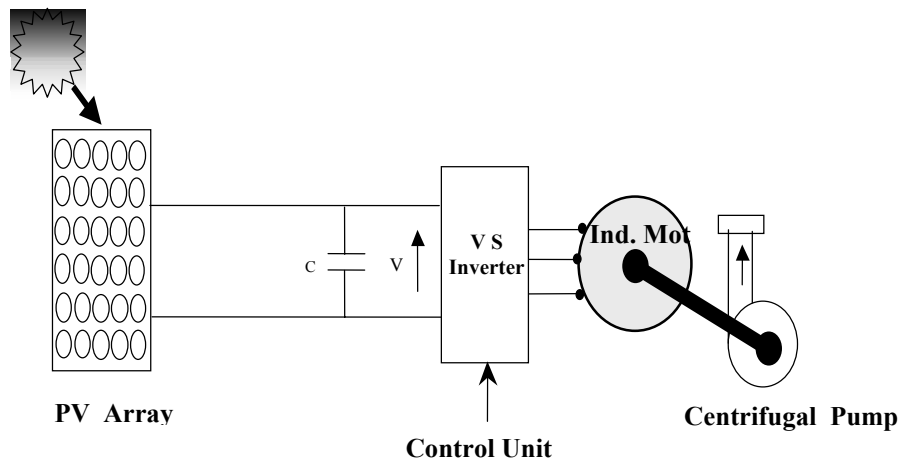 Ind. Mot
V S
Inverter
C
V
PV Array
Centrifugal Pump
Control Unit